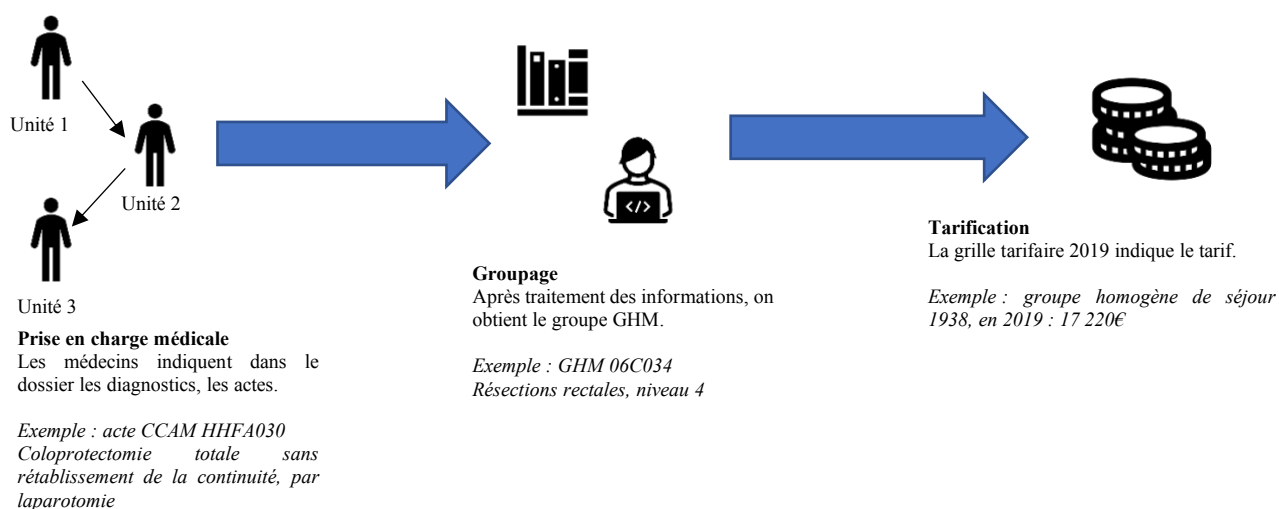 Unité 1
Unité 2
Unité 3
Prise en charge médicale
Les médecins indiquent dans le
dossier les diagnostics, les actes.
Exemple : acte CCAM HHFA030
Coloprotectomie totale sans
rétablissement de la continuité, par
laparotomie
</>
Groupage
Après traitement des informations, on
obtient le groupe GHM.
Exemple : GHM 06C034
Résections rectales, niveau 4
Tarification
La grille tarifaire 2019 indique le tarif.
Exemple : groupe homogène de séjour
1938, en 2019 : 17 220€